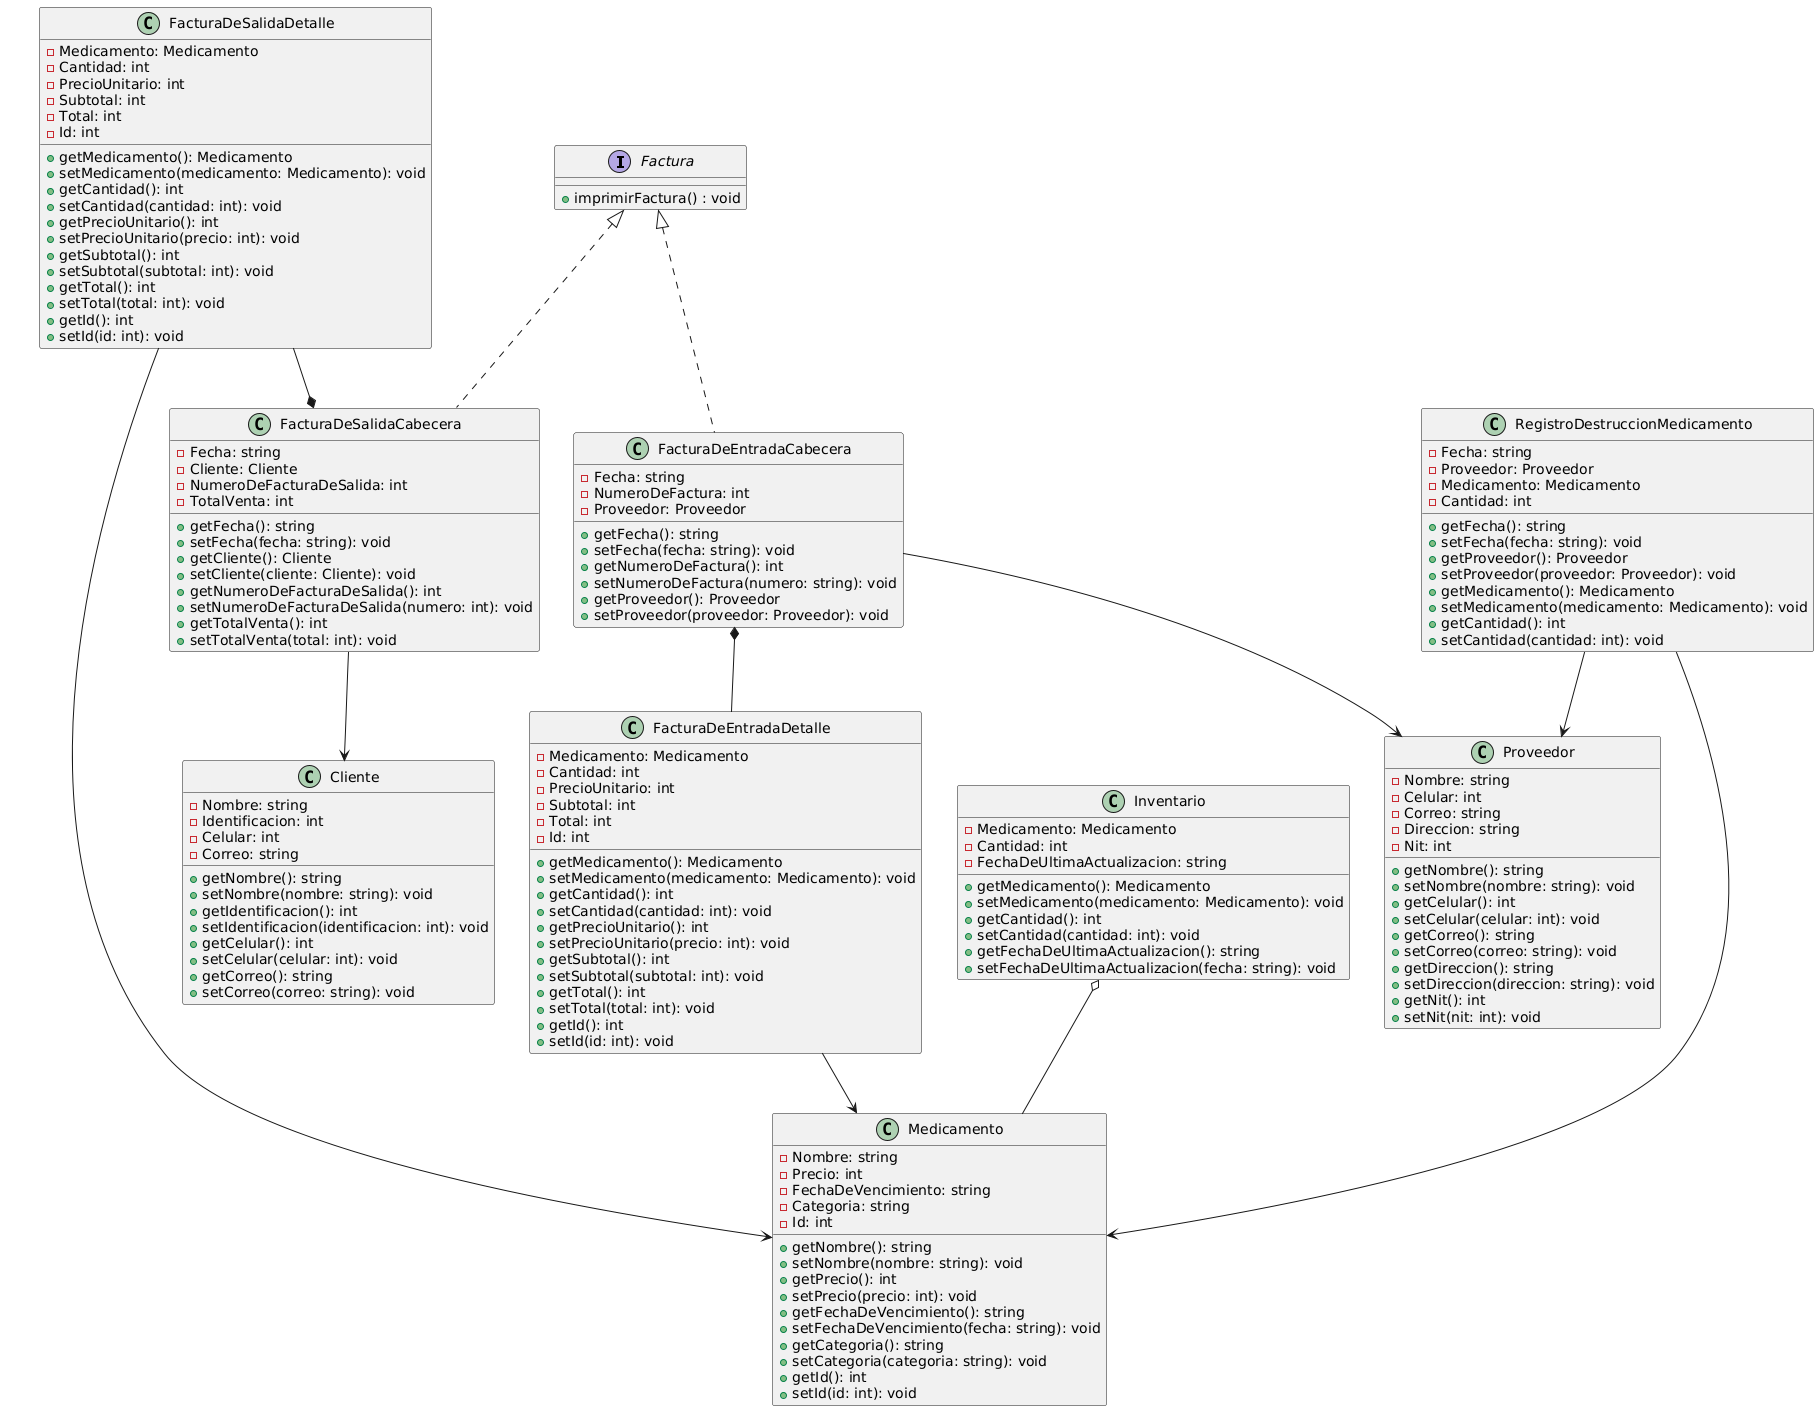 FacturaDeSalidaDetalle
Medicamento: Medicamento
Cantidad: int
PrecioUnitario: int
Subtotal: int
Total: int
Id: int
getMedicamento(): Medicamento
setMedicamento(medicamento: Medicamento): void
getCantidad(): int
setCantidad(cantidad: int): void
getPrecioUnitario(): int
setPrecioUnitario(precio: int): void
getSubtotal(): int
setSubtotal(subtotal: int): void
getTotal(): int
setTotal(total: int): void
getId(): int
setId(id: int): void
I Factura
imprimirFactura() : void
C FacturaDeSalidaCabecera
Fecha: string
Cliente: Cliente
NumeroDeFacturaDeSalida: int
TotalVenta: int
getFecha(): string
setFecha(fecha: string): void
getCliente(): Cliente
setCliente(cliente: Cliente): void
getNumeroDeFacturaDeSalida(): int
setNumeroDeFacturaDeSalida(numero: int): void
getTotalVenta(): int
setTotalVenta(total: int): void
C FacturaDeEntradaCabecera
Fecha: string
NumeroDeFactura: int
Proveedor: Proveedor
getFecha(): string
setFecha(fecha: string): void
getNumeroDeFactura(): int
setNumeroDeFactura(numero: string): void
getProveedor(): Proveedor
setProveedor(proveedor: Proveedor): void
C RegistroDestruccionMedicamento
Fecha: string
Proveedor: Proveedor
Medicamento: Medicamento
Cantidad: int
getFecha(): string
setFecha(fecha: string): void
getProveedor(): Proveedor
setProveedor(proveedor: Proveedor): void
getMedicamento(): Medicamento
setMedicamento(medicamento: Medicamento): void
getCantidad(): int
setCantidad(cantidad: int): void
C Cliente
Nombre: string
Identificacion: int
Celular: int
Correo: string
getNombre(): string
setNombre(nombre: string): void
getIdentificacion(): int
setIdentificacion(identificacion: int): void
getCelular(): int
setCelular(celular: int): void
getCorreo(): string
setCorreo(correo: string): void
C FacturaDeEntradaDetalle
Medicamento: Medicamento
Cantidad: int
PrecioUnitario: int
Subtotal: int
Total: int
Id: int
getMedicamento(): Medicamento
setMedicamento(medicamento: Medicamento): void
getCantidad(): int
setCantidad(cantidad: int): void
getPrecioUnitario(): int
setPrecioUnitario(precio: int): void
getSubtotal(): int
setSubtotal(subtotal: int): void
getTotal(): int
setTotal(total: int): void
getId(): int
setId(id: int): void
C Inventario
Medicamento: Medicamento
Cantidad: int
FechaDeUltimaActualizacion: string
getMedicamento(): Medicamento
setMedicamento(medicamento: Medicamento): void
getCantidad(): int
setCantidad(cantidad: int): void
getFechaDeUltimaActualizacion(): string
setFechaDeUltimaActualizacion(fecha: string): void
C Proveedor
Nombre: string
Celular: int
Correo: string
Direccion: string
Nit: int
getNombre(): string
setNombre(nombre: string): void
getCelular(): int
setCelular(celular: int): void
getCorreo(): string
setCorreo(correo: string): void
getDireccion(): string
setDireccion(direccion: string): void
getNit(): int
setNit(nit: int): void
C Medicamento
Nombre: string
Precio: int
FechaDeVencimiento: string
Categoria: string
Id: int
getNombre(): string
setNombre(nombre: string): void
getPrecio(): int
setPrecio(precio: int): void
getFechaDeVencimiento(): string
setFechaDeVencimiento(fecha: string): void
getCategoria(): string
setCategoria(categoria: string): void
getId(): int
setId(id: int): void